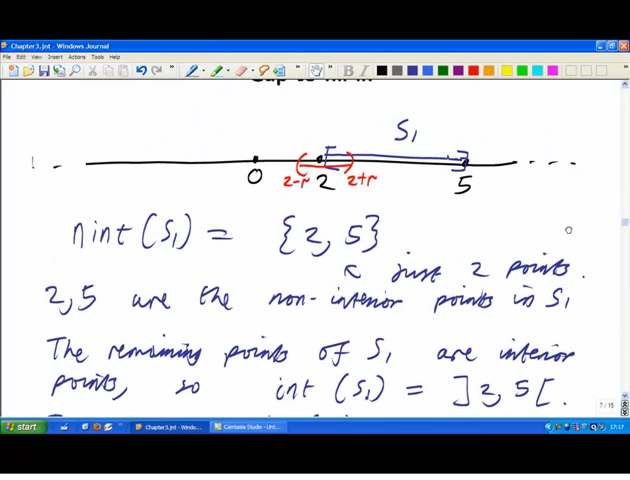 Chapter3.jnt - Windows Journal
File Edit View Insert Actions Tools Help
B I
S1
0 2-r 2 2+r 5
nint(S1) = {2, 5}
just 2 points.
2,5 are the non-interior points in S1
The remaining points of S1 are interior
points, so int(S1) = ]2, 5[.
7 / 15
start Chapter3.jnt - Windo... Camtasia Studio - Unt... 17:17